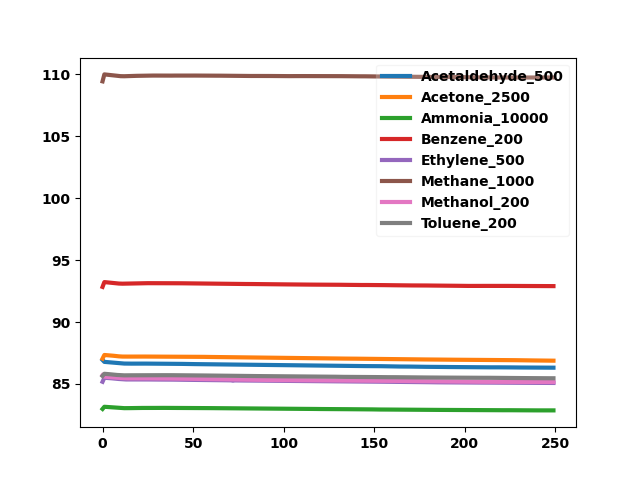 110
105
100
95
90
85
0
50
100
150
200
250
Acetaldehyde_500
Acetone_2500
Ammonia_10000
Benzene_200
Ethylene_500
Methane_1000
Methanol_200
Toluene_200